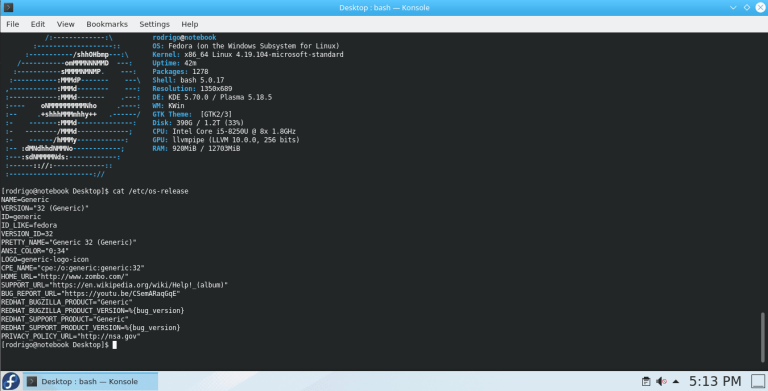 Desktop : bash — Konsole
File Edit View Bookmarks Settings Help
rodrigo@notebook
OS: Fedora (on the Windows Subsystem for Linux)
Kernel: x86_64 Linux 4.19.104-microsoft-standard
Uptime: 42m
Packages: 1278
Shell: bash 5.0.17
Resolution: 1350x689
DE: KDE 5.70.0 / Plasma 5.18.5
WM: KWin
GTK Theme: [GTK2/3]
Disk: 390G / 1.2T (33%)
CPU: Intel Core i5-8250U @ 8x 1.8GHz
GPU: llvmpipe (LLVM 10.0.0, 256 bits)
RAM: 920MiB / 12703MiB
[rodrigo@notebook Desktop]$ cat /etc/os-release
NAME=Generic
VERSION="32 (Generic)"
ID=generic
ID_LIKE=fedora
VERSION_ID=32
PRETTY_NAME="Generic 32 (Generic)"
ANSI_COLOR="0;34"
LOGO=generic-logo-icon
CPE_NAME="cpe:/o:generic:generic:32"
HOME_URL="http://www.zombo.com/"
SUPPORT_URL="https://en.wikipedia.org/wiki/Help!_(album)"
BUG_REPORT_URL="https://youtu.be/CSemARaqGqE"
REDHAT_BUGZILLA_PRODUCT="Generic"
REDHAT_BUGZILLA_PRODUCT_VERSION=%{bug_version}
REDHAT_SUPPORT_PRODUCT="Generic"
REDHAT_SUPPORT_PRODUCT_VERSION=%{bug_version}
PRIVACY_POLICY_URL="http://nsa.gov"
[rodrigo@notebook Desktop]$
Desktop : bash — Konsole
5:13 PM